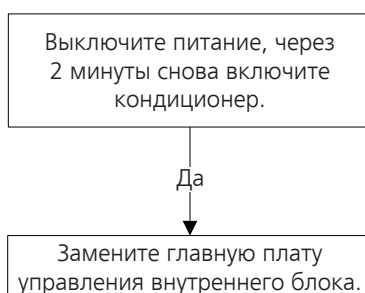 Выключите питание, через
2 минуты снова включите
кондиционер.
Да
Замените главную плату
управления внутреннего блока.